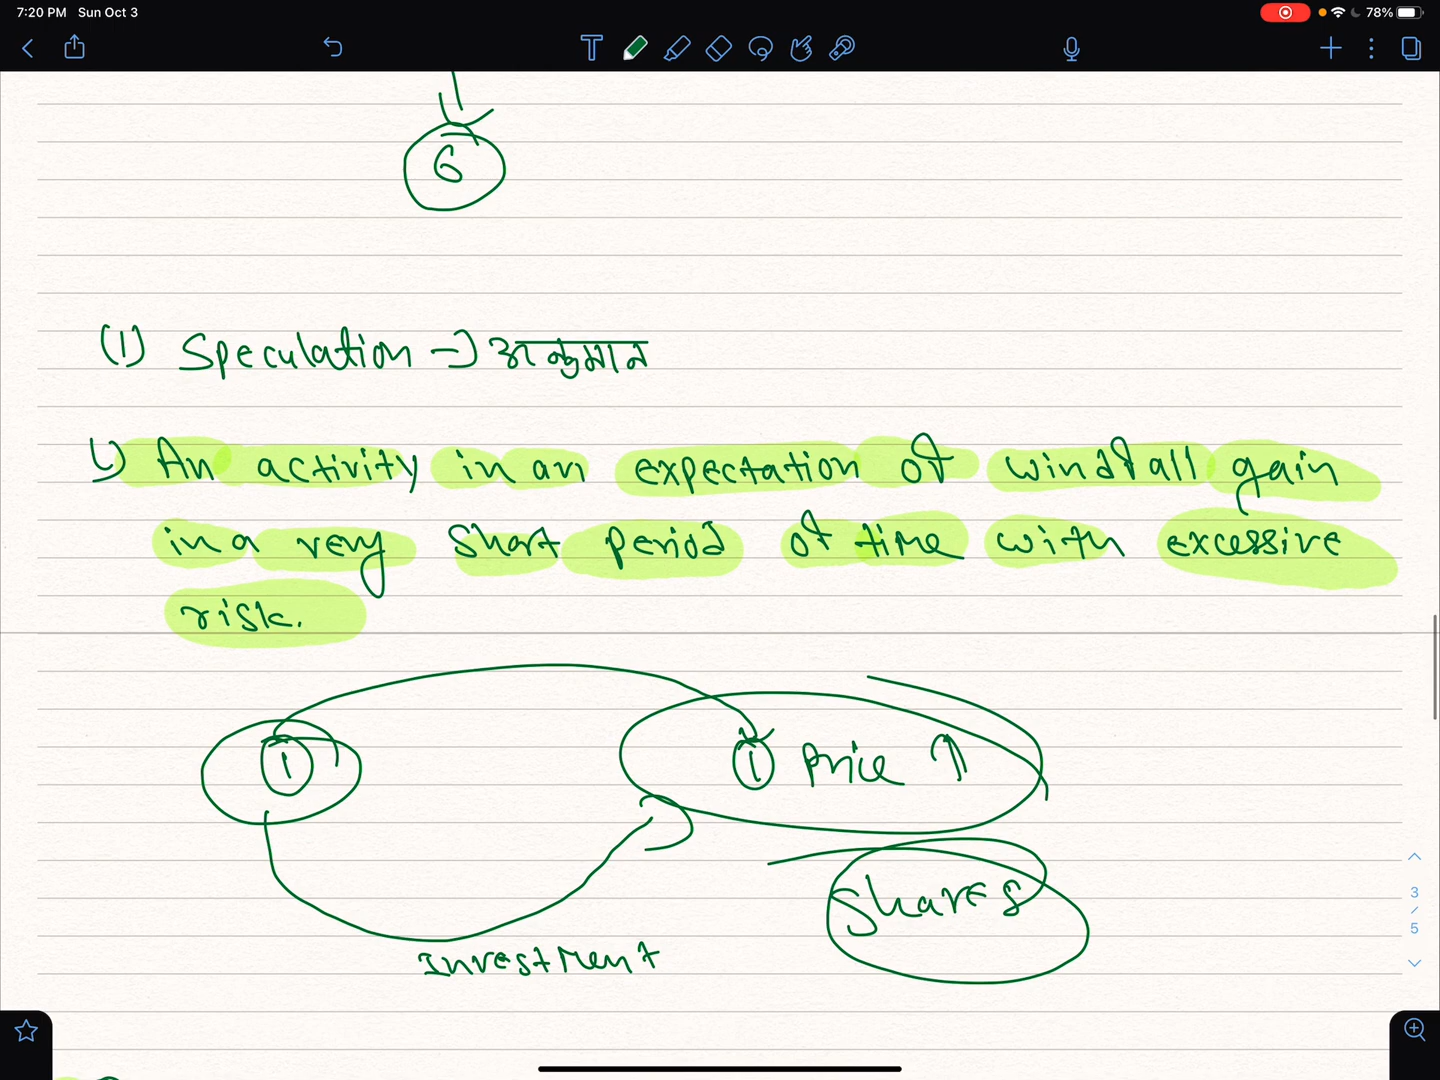 7:20 PM Sun Oct 3
78%
6
(1) Speculation → अनुमान
↳ An activity in an expectation of windfall gain
in a very short period of time with excessive
risk.
1
1 Price ↑
Shares
Investment
3
/
5